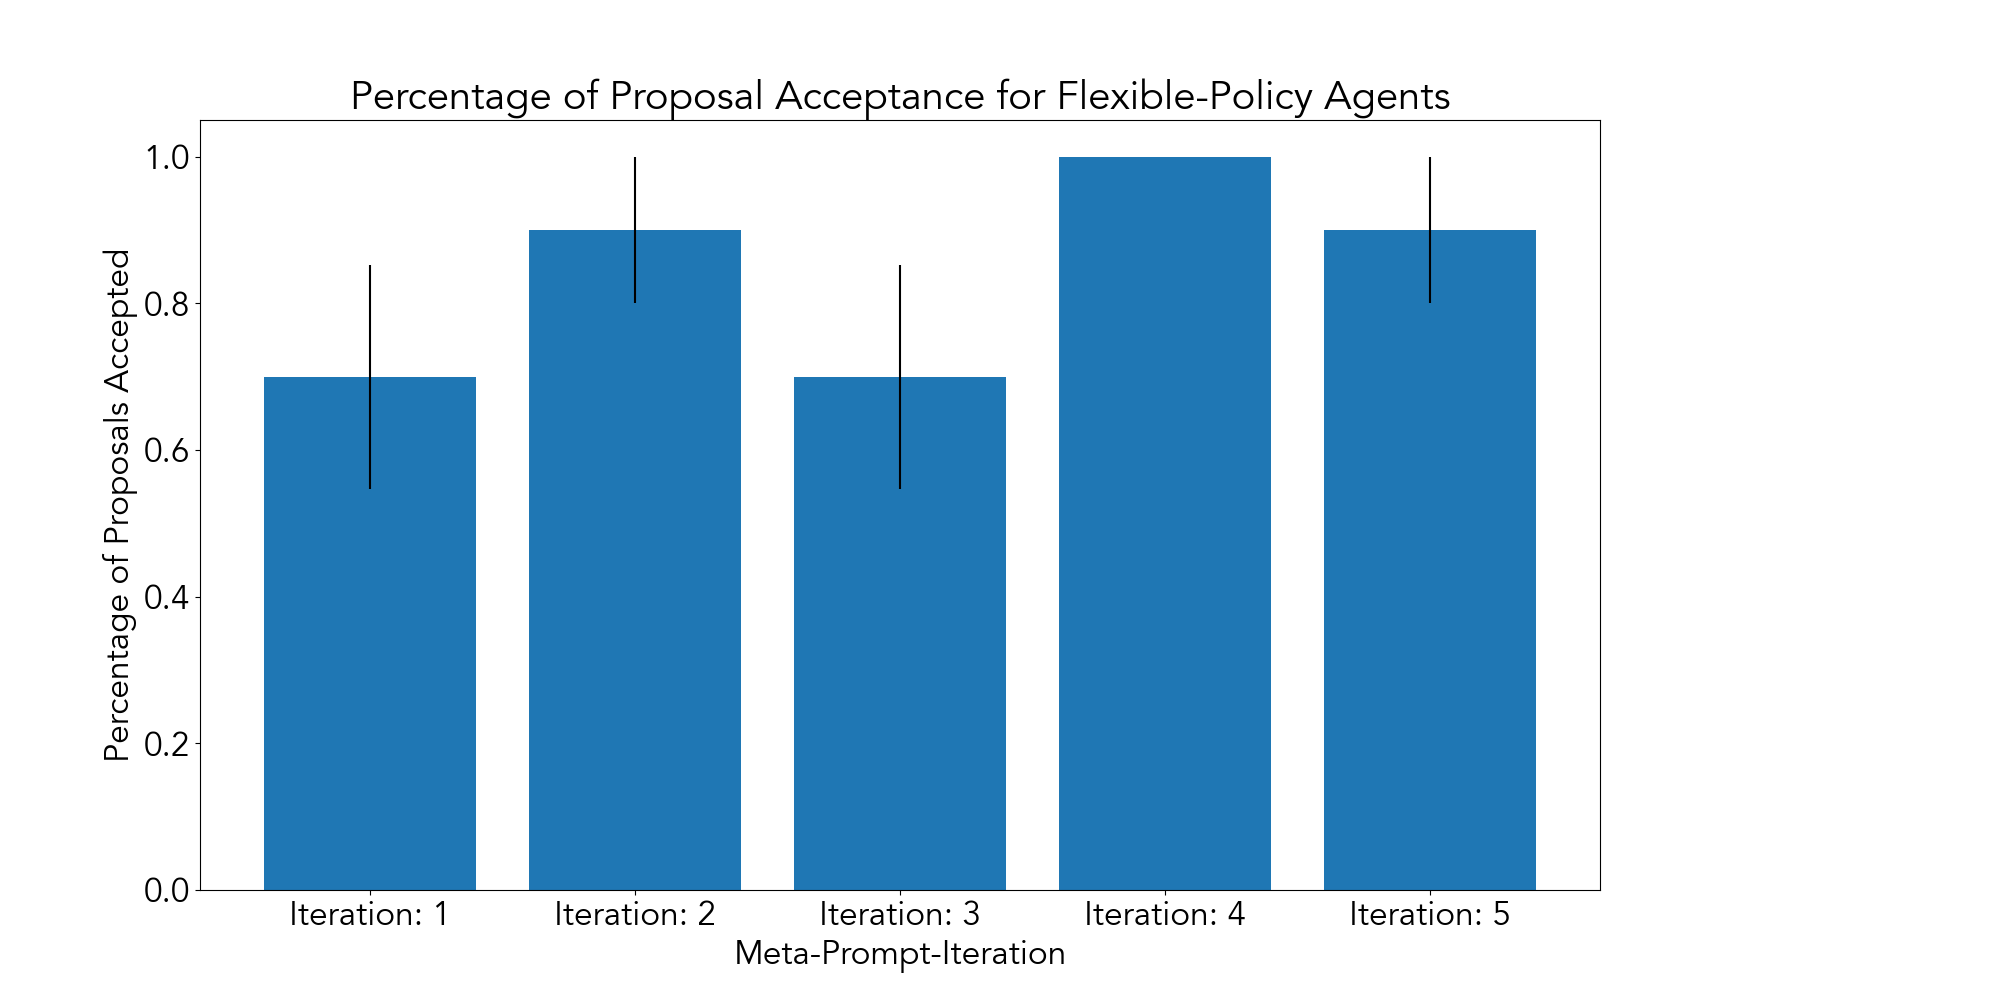 Percentage of Proposal Acceptance for Flexible-Policy Agents
Percentage of Proposals Accepted
1.0
0.8
0.6
0.4
0.2
0.0
Iteration: 1
Iteration: 2
Iteration: 3
Iteration: 4
Iteration: 5
Meta-Prompt-Iteration